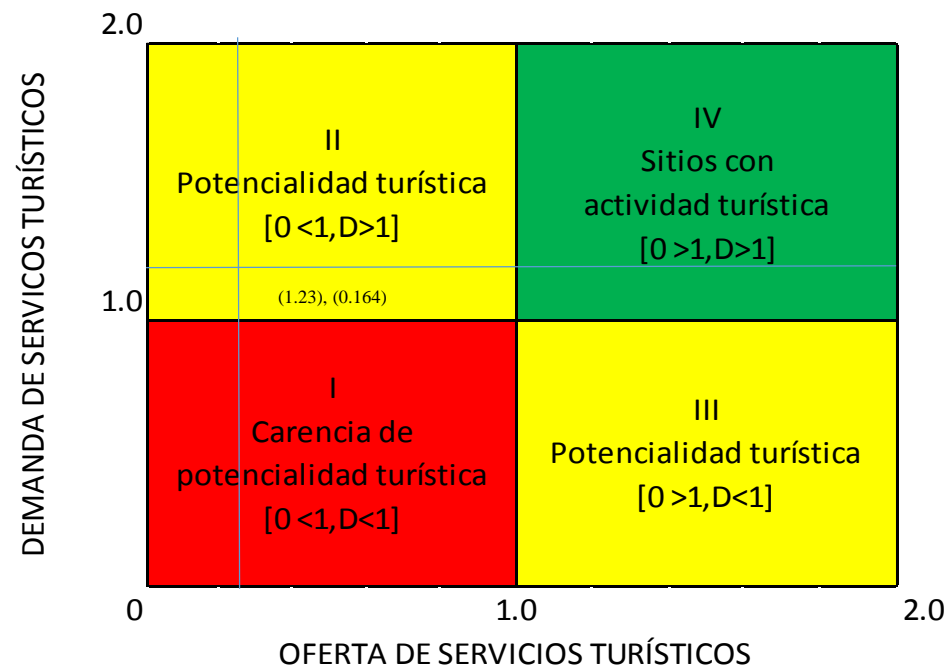 2.0
DEMANDA DE SERVICOS TURÍSTICOS
II
Potencialidad turística
[0 <1,D>1]
IV
Sitios con
actividad turística
[0 >1,D>1]
(1.23), (0.164)
1.0
I
Carencia de
potencialidad turística
[0 <1,D<1]
III
Potencialidad turística
[0 >1,D<1]
0
1.0
2.0
OFERTA DE SERVICIOS TURÍSTICOS